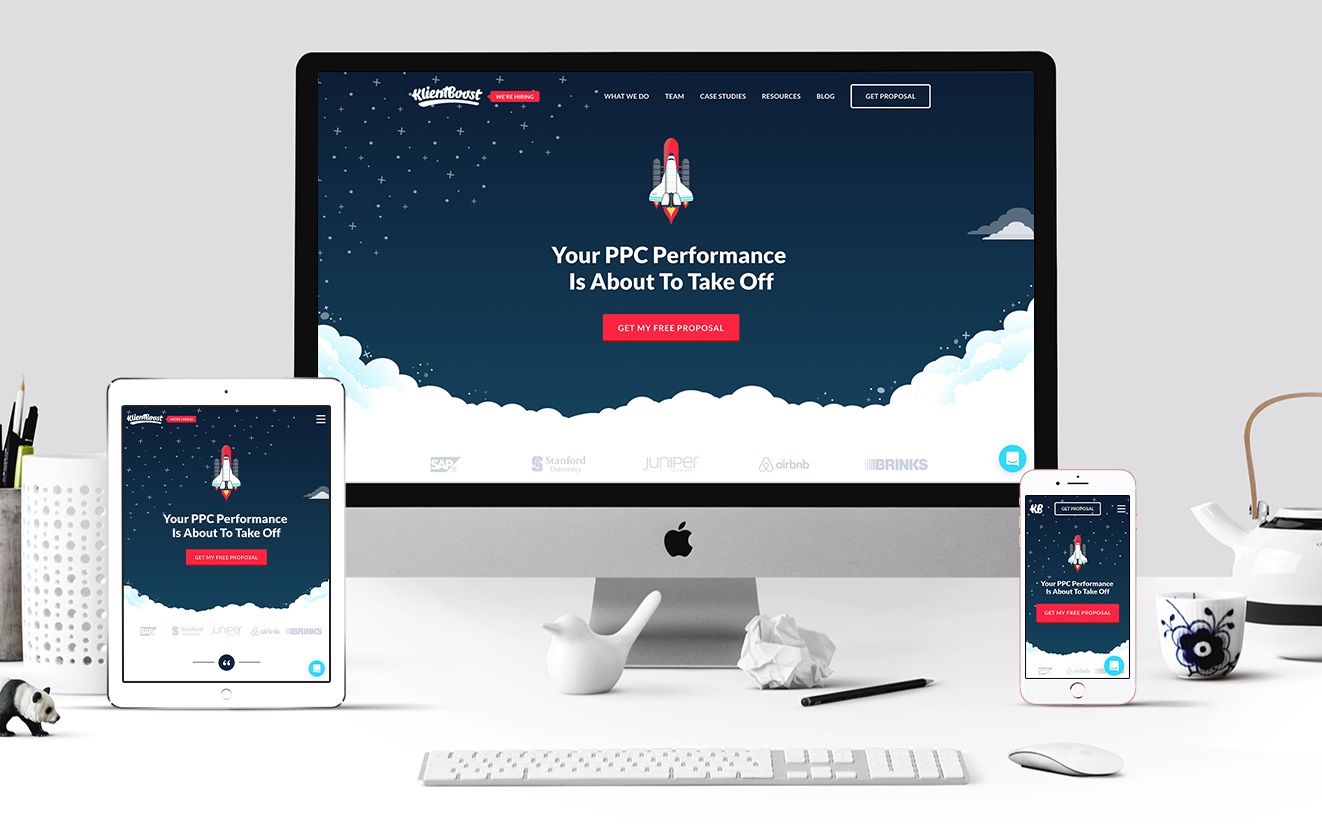 KlientBoost
WE'RE HIRING
WHAT WE DO
TEAM
CASE STUDIES
RESOURCES
BLOG
GET PROPOSAL
Your PPC Performance
Is About To Take Off
GET MY FREE PROPOSAL
SAP
Stanford
University
JUNIPER
airbnb
BRINKS
KlientBoost
WE'RE HIRING
Your PPC Performance
Is About To Take Off
GET MY FREE PROPOSAL
SAP
Stanford
University
JUNIPER
airbnb
BRINKS
“
KB
GET PROPOSAL
Your PPC Performance
Is About To Take Off
GET MY FREE PROPOSAL
SAP
airbnb